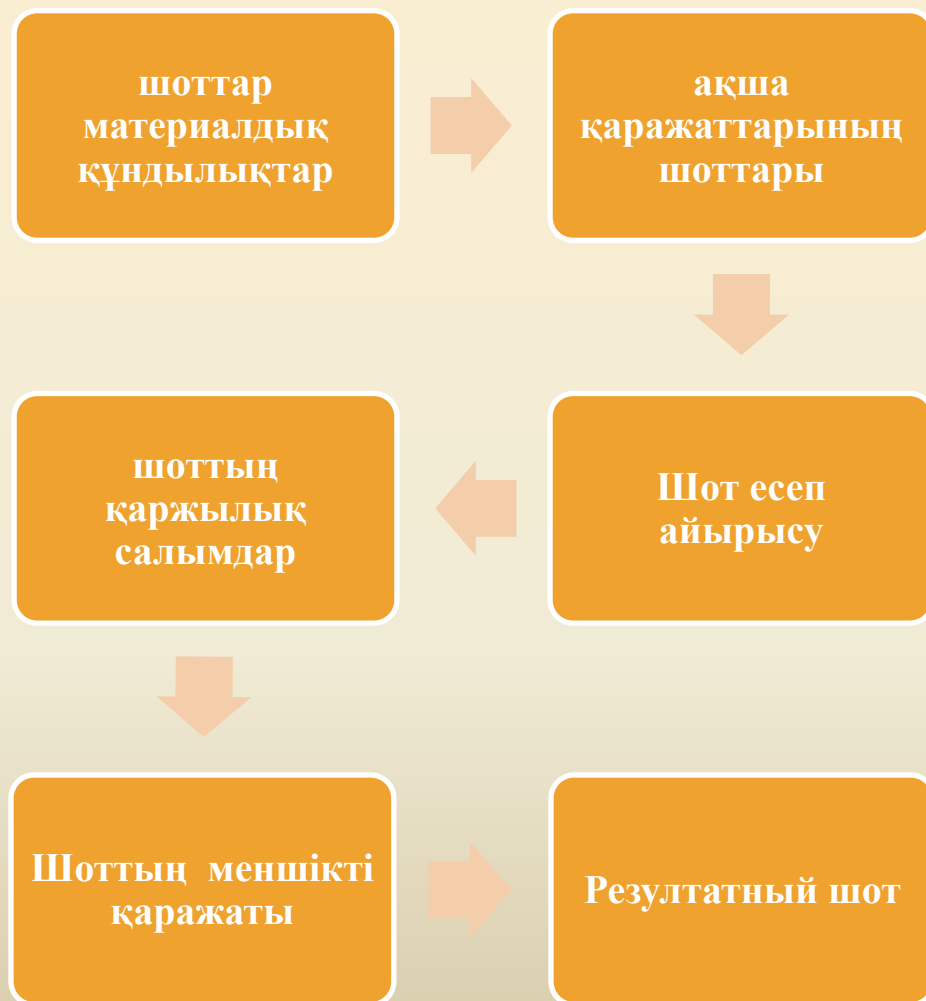 шоттар
материалдық
құндылықтар
ақша
қаражаттарының
шоттары
Шот есеп
айырысу
шоттың
қаржылық
салымдар
Шоттың  меншікті
қаражаты
Резултатный шот